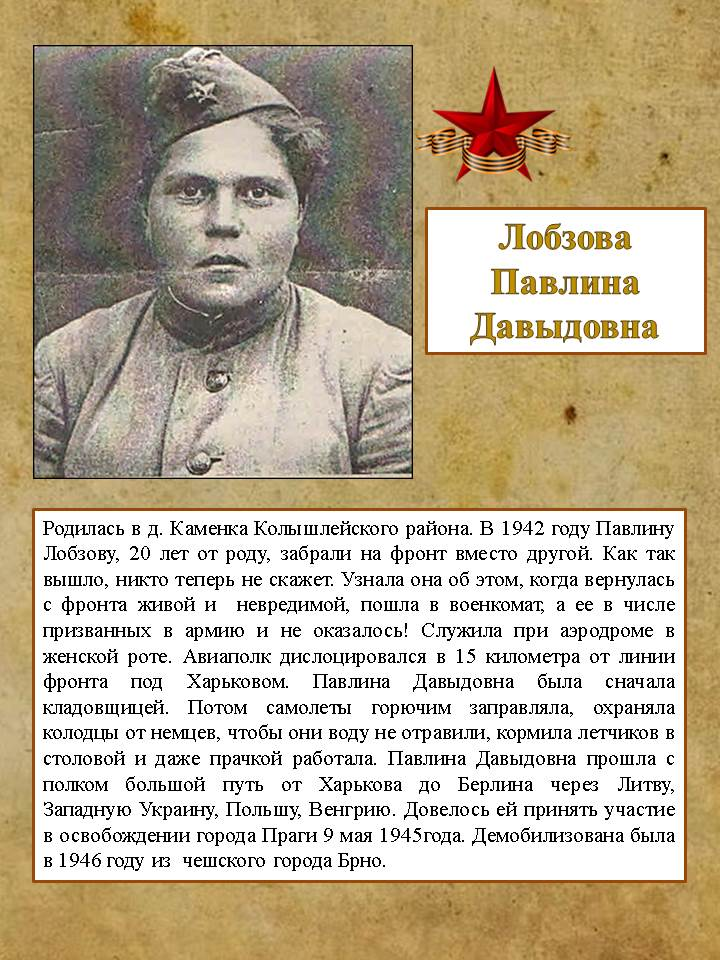 Лобзова
Павлина
Давыдовна
Родилась в д. Каменка Колышлейского района. В 1942 году Павлину
Лобзову, 20 лет от роду, забрали на фронт вместо другой. Как так
вышло, никто теперь не скажет. Узнала она об этом, когда вернулась
с фронта живой и невредимой, пошла в военкомат, а ее в числе
призванных в армию и не оказалось! Служила при аэродроме в
женской роте. Авиаполк дислоцировался в 15 километра от линии
фронта под Харьковом. Павлина Давыдовна была сначала
кладовщицей. Потом самолеты горючим заправляла, охраняла
колодцы от немцев, чтобы они воду не отравили, кормила летчиков в
столовой и даже прачкой работала. Павлина Давыдовна прошла с
полком большой путь от Харькова до Берлина через Литву,
Западную Украину, Польшу, Венгрию. Довелось ей принять участие
в освобождении города Праги 9 мая 1945года. Демобилизована была
в 1946 году из чешского города Брно.